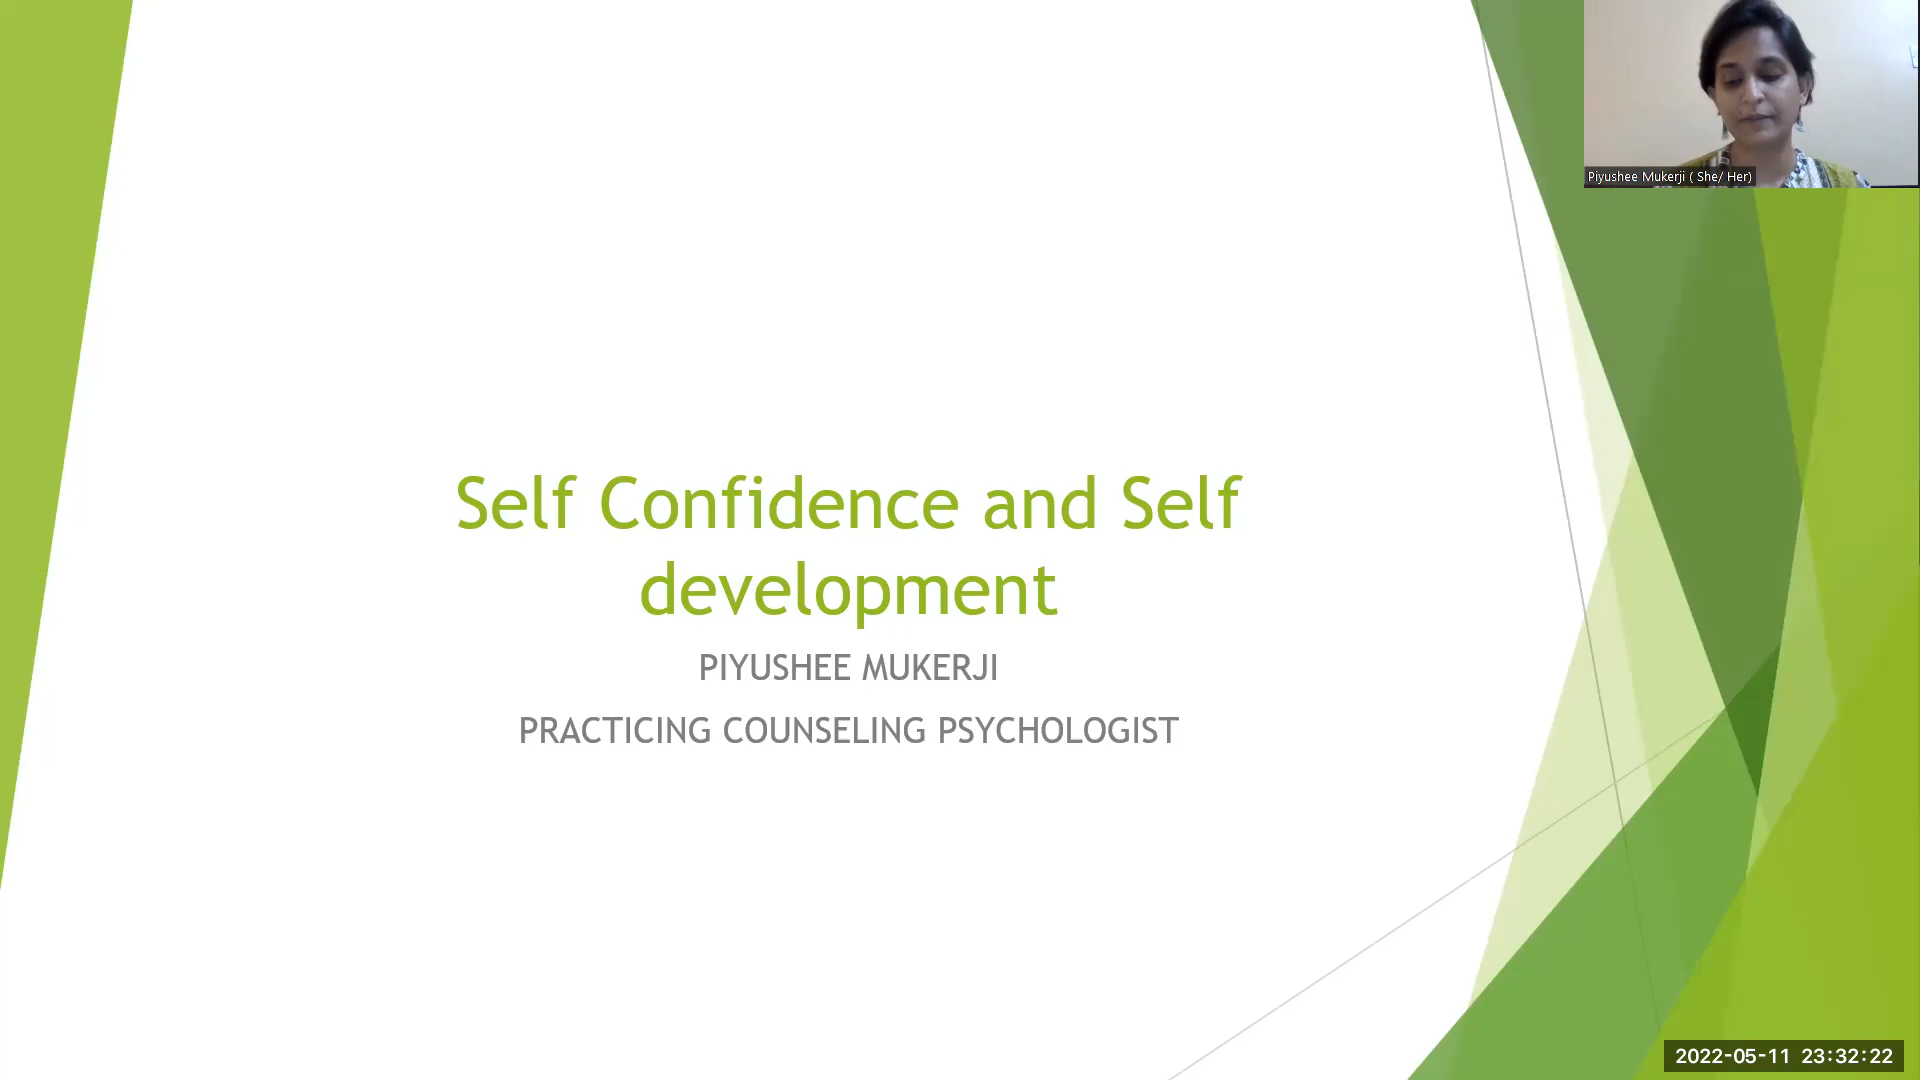 Piyushee Mukerji ( She/ Her)
Self Confidence and Self
development
PIYUSHEE MUKERJI
PRACTICING COUNSELING PSYCHOLOGIST
2022-05-11 23:32:22